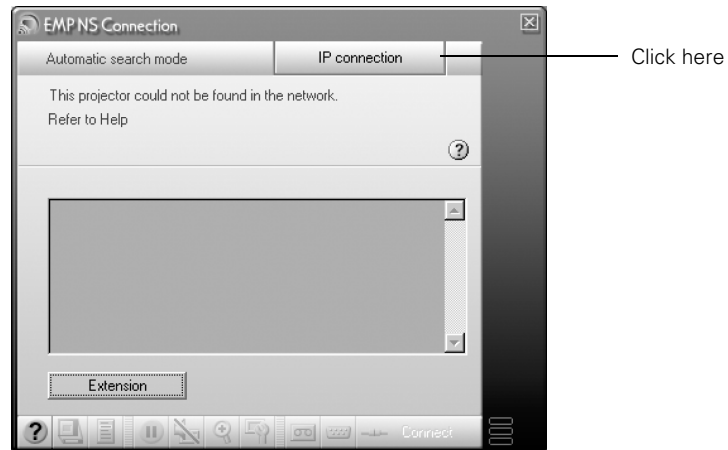 EMP NS Connection
Automatic search mode
IP connection
Click here
This projector could not be found in the network.
Refer to Help
?
Extension
?
Connect